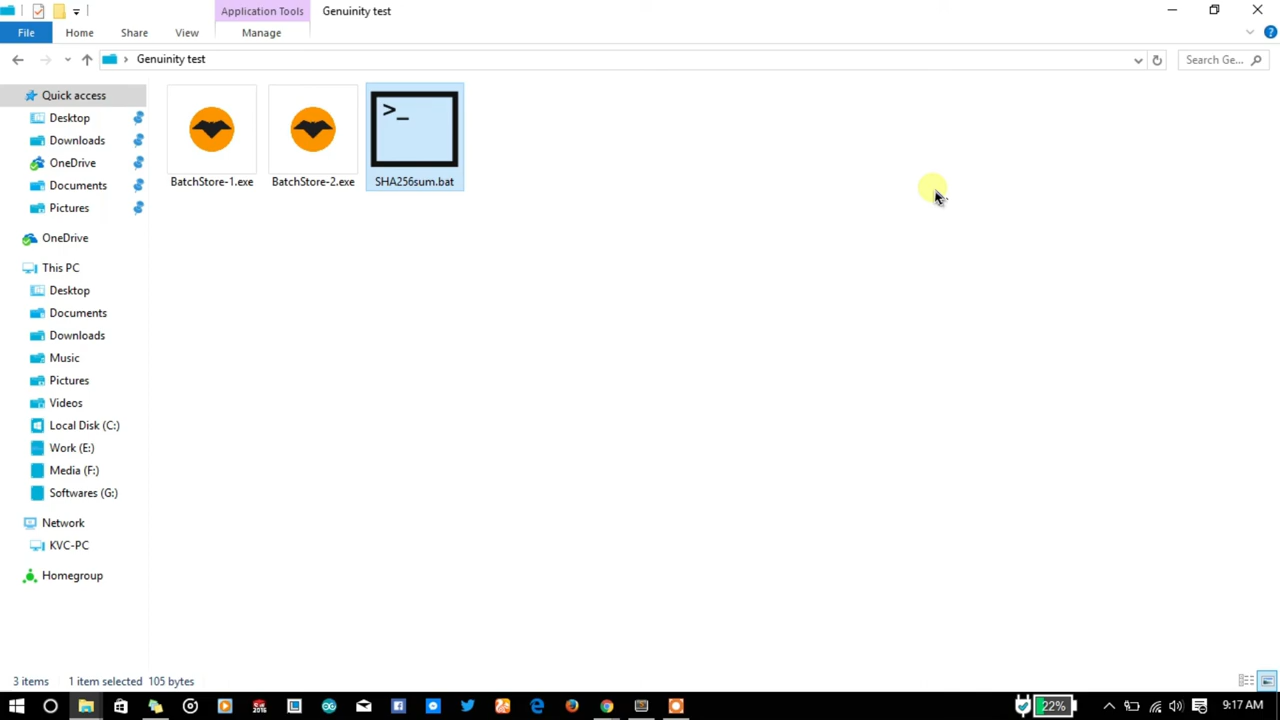 Application Tools
Genuinity test
File
Home
Share
View
Manage
Genuinity test
Search Ge...
Quick access
Desktop
Downloads
OneDrive
Documents
Pictures
OneDrive
This PC
Desktop
Documents
Downloads
Music
Pictures
Videos
Local Disk (C:)
Work (E:)
Media (F:)
Softwares (G:)
Network
KVC-PC
Homegroup
BatchStore-1.exe
BatchStore-2.exe
>_
SHA256sum.bat
3 items
1 item selected 105 bytes
22%
9:17 AM